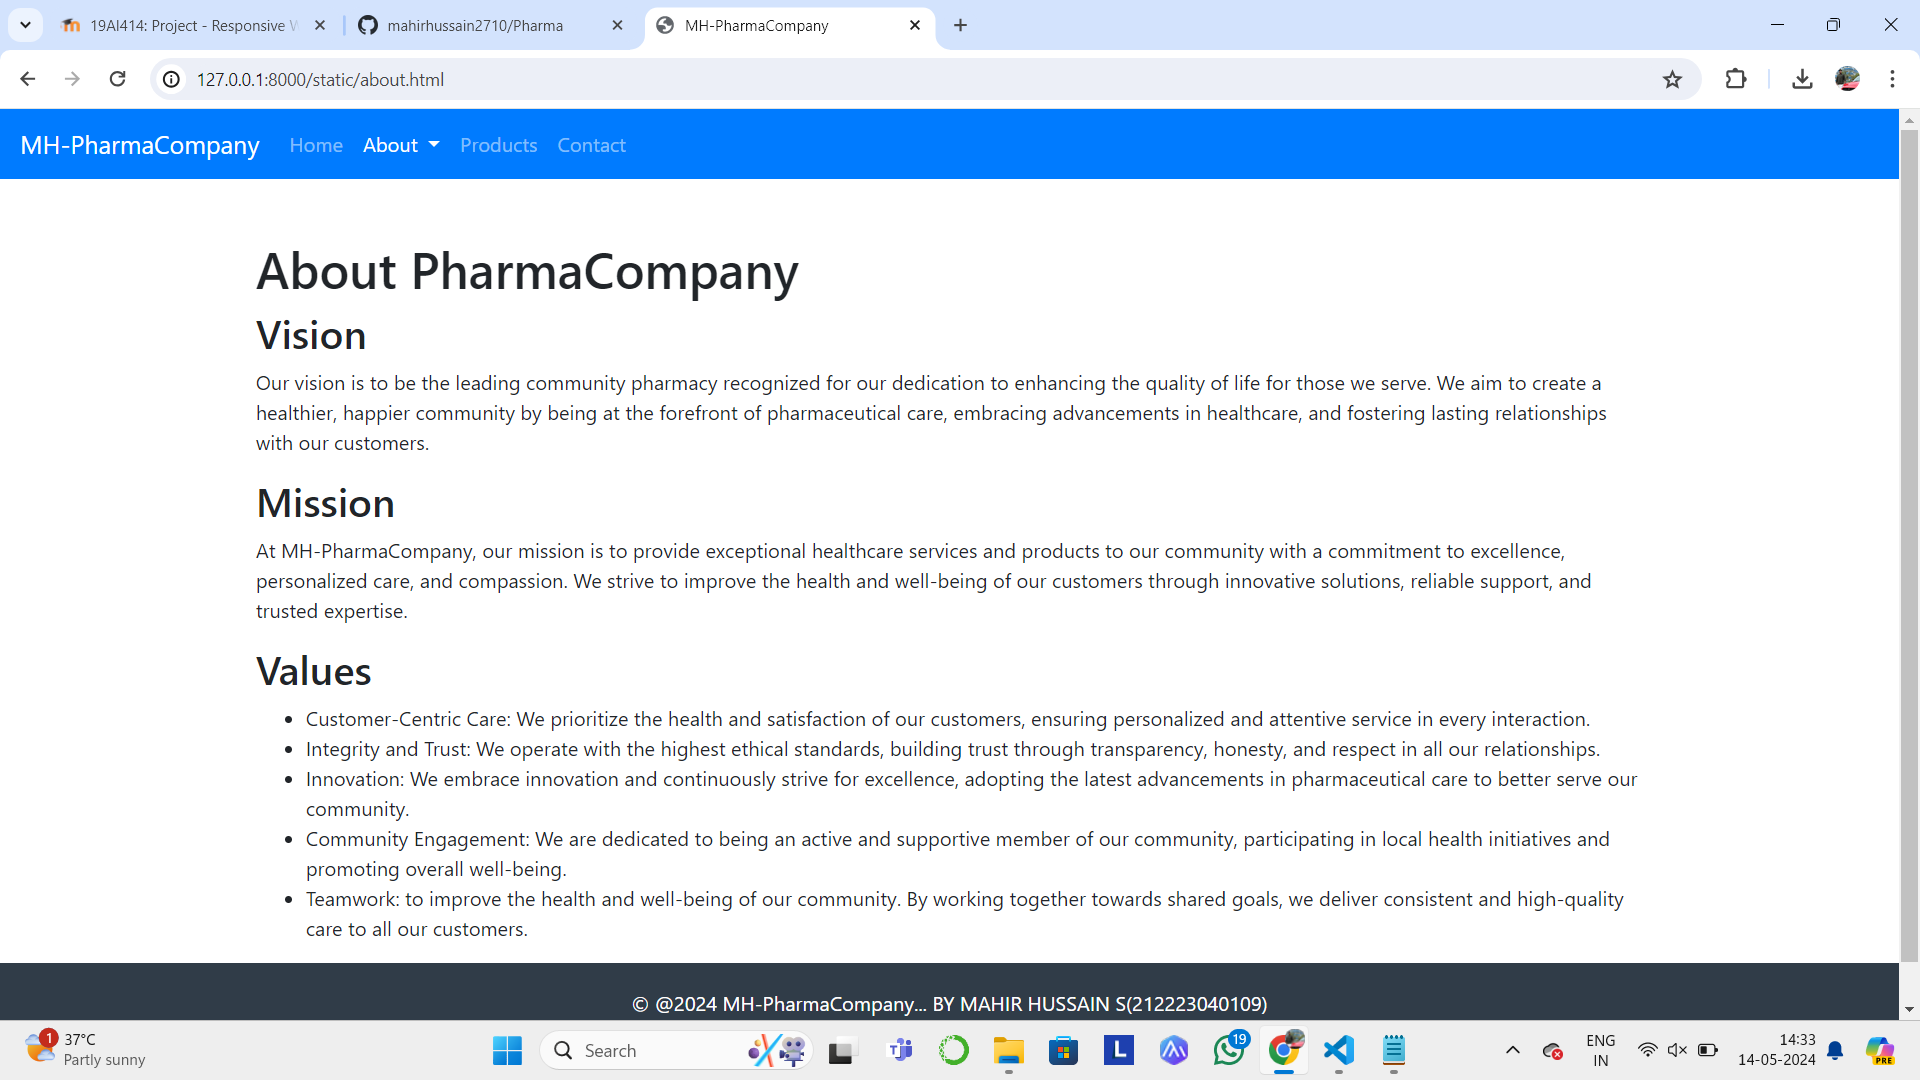 19AI414: Project - Responsive W
mahirhussain2710/Pharma
MH-PharmaCompany
127.0.0.1:8000/static/about.html
MH-PharmaCompany Home About Products Contact
About PharmaCompany
Vision
Our vision is to be the leading community pharmacy recognized for our dedication to enhancing the quality of life for those we serve. We aim to create a
healthier, happier community by being at the forefront of pharmaceutical care, embracing advancements in healthcare, and fostering lasting relationships
with our customers.
Mission
At MH-PharmaCompany, our mission is to provide exceptional healthcare services and products to our community with a commitment to excellence,
personalized care, and compassion. We strive to improve the health and well-being of our customers through innovative solutions, reliable support, and
trusted expertise.
Values
• Customer-Centric Care: We prioritize the health and satisfaction of our customers, ensuring personalized and attentive service in every interaction.
• Integrity and Trust: We operate with the highest ethical standards, building trust through transparency, honesty, and respect in all our relationships.
• Innovation: We embrace innovation and continuously strive for excellence, adopting the latest advancements in pharmaceutical care to better serve our
community.
• Community Engagement: We are dedicated to being an active and supportive member of our community, participating in local health initiatives and
promoting overall well-being.
• Teamwork: to improve the health and well-being of our community. By working together towards shared goals, we deliver consistent and high-quality
care to all our customers.
© @2024 MH-PharmaCompany... BY MAHIR HUSSAIN S(212223040109)
1
37°C
Partly sunny
Search
L
19
ENG
IN
14:33
14-05-2024
PRE